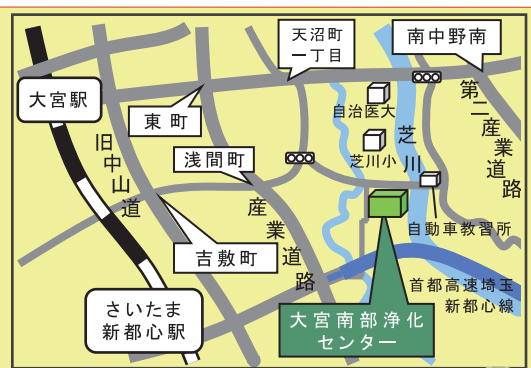 天沼町
一丁目
南中野南
大宮駅
自治医大
第二産業道路
東町
芝川
旧中山道
浅間町
芝川小
産業道路
自動車教習所
吉敷町
首都高速埼玉
新都心線
さいたま
新都心駅
大宮南部浄化
センター